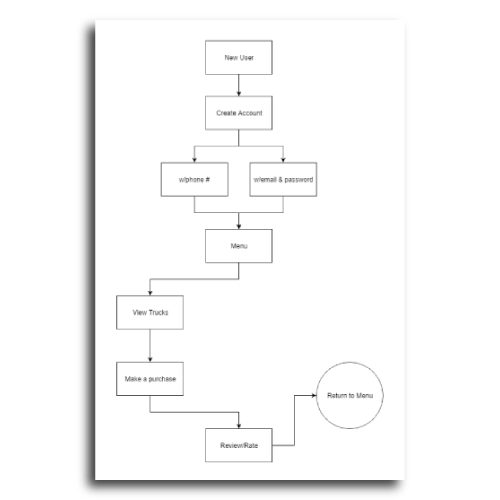 New User
Create Account
w/phone #
w/email & password
Menu
View Trucks
Make a purchase
Return to Menu
Review/Rate